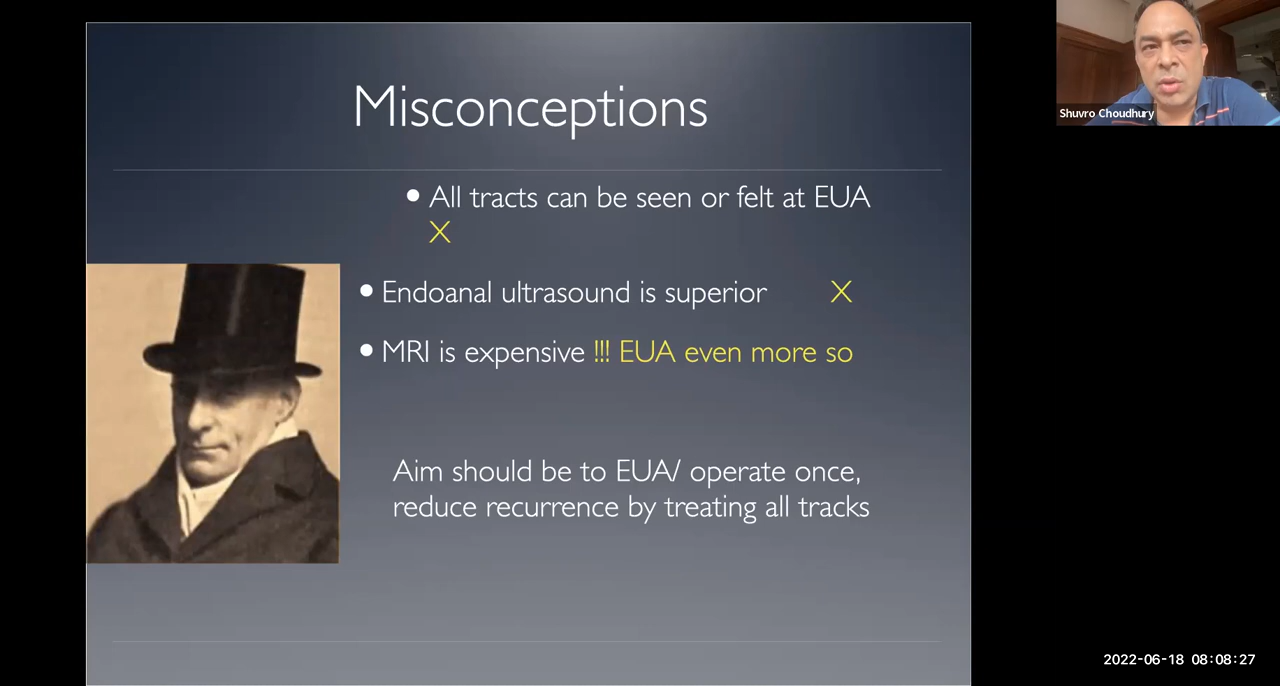 Misconceptions
• All tracts can be seen or felt at EUA
X
• Endoanal ultrasound is superior X
• MRI is expensive !!! EUA even more so
Aim should be to EUA/ operate once,
reduce recurrence by treating all tracks
Shuvro Choudhury
2022-06-18 08:08:27